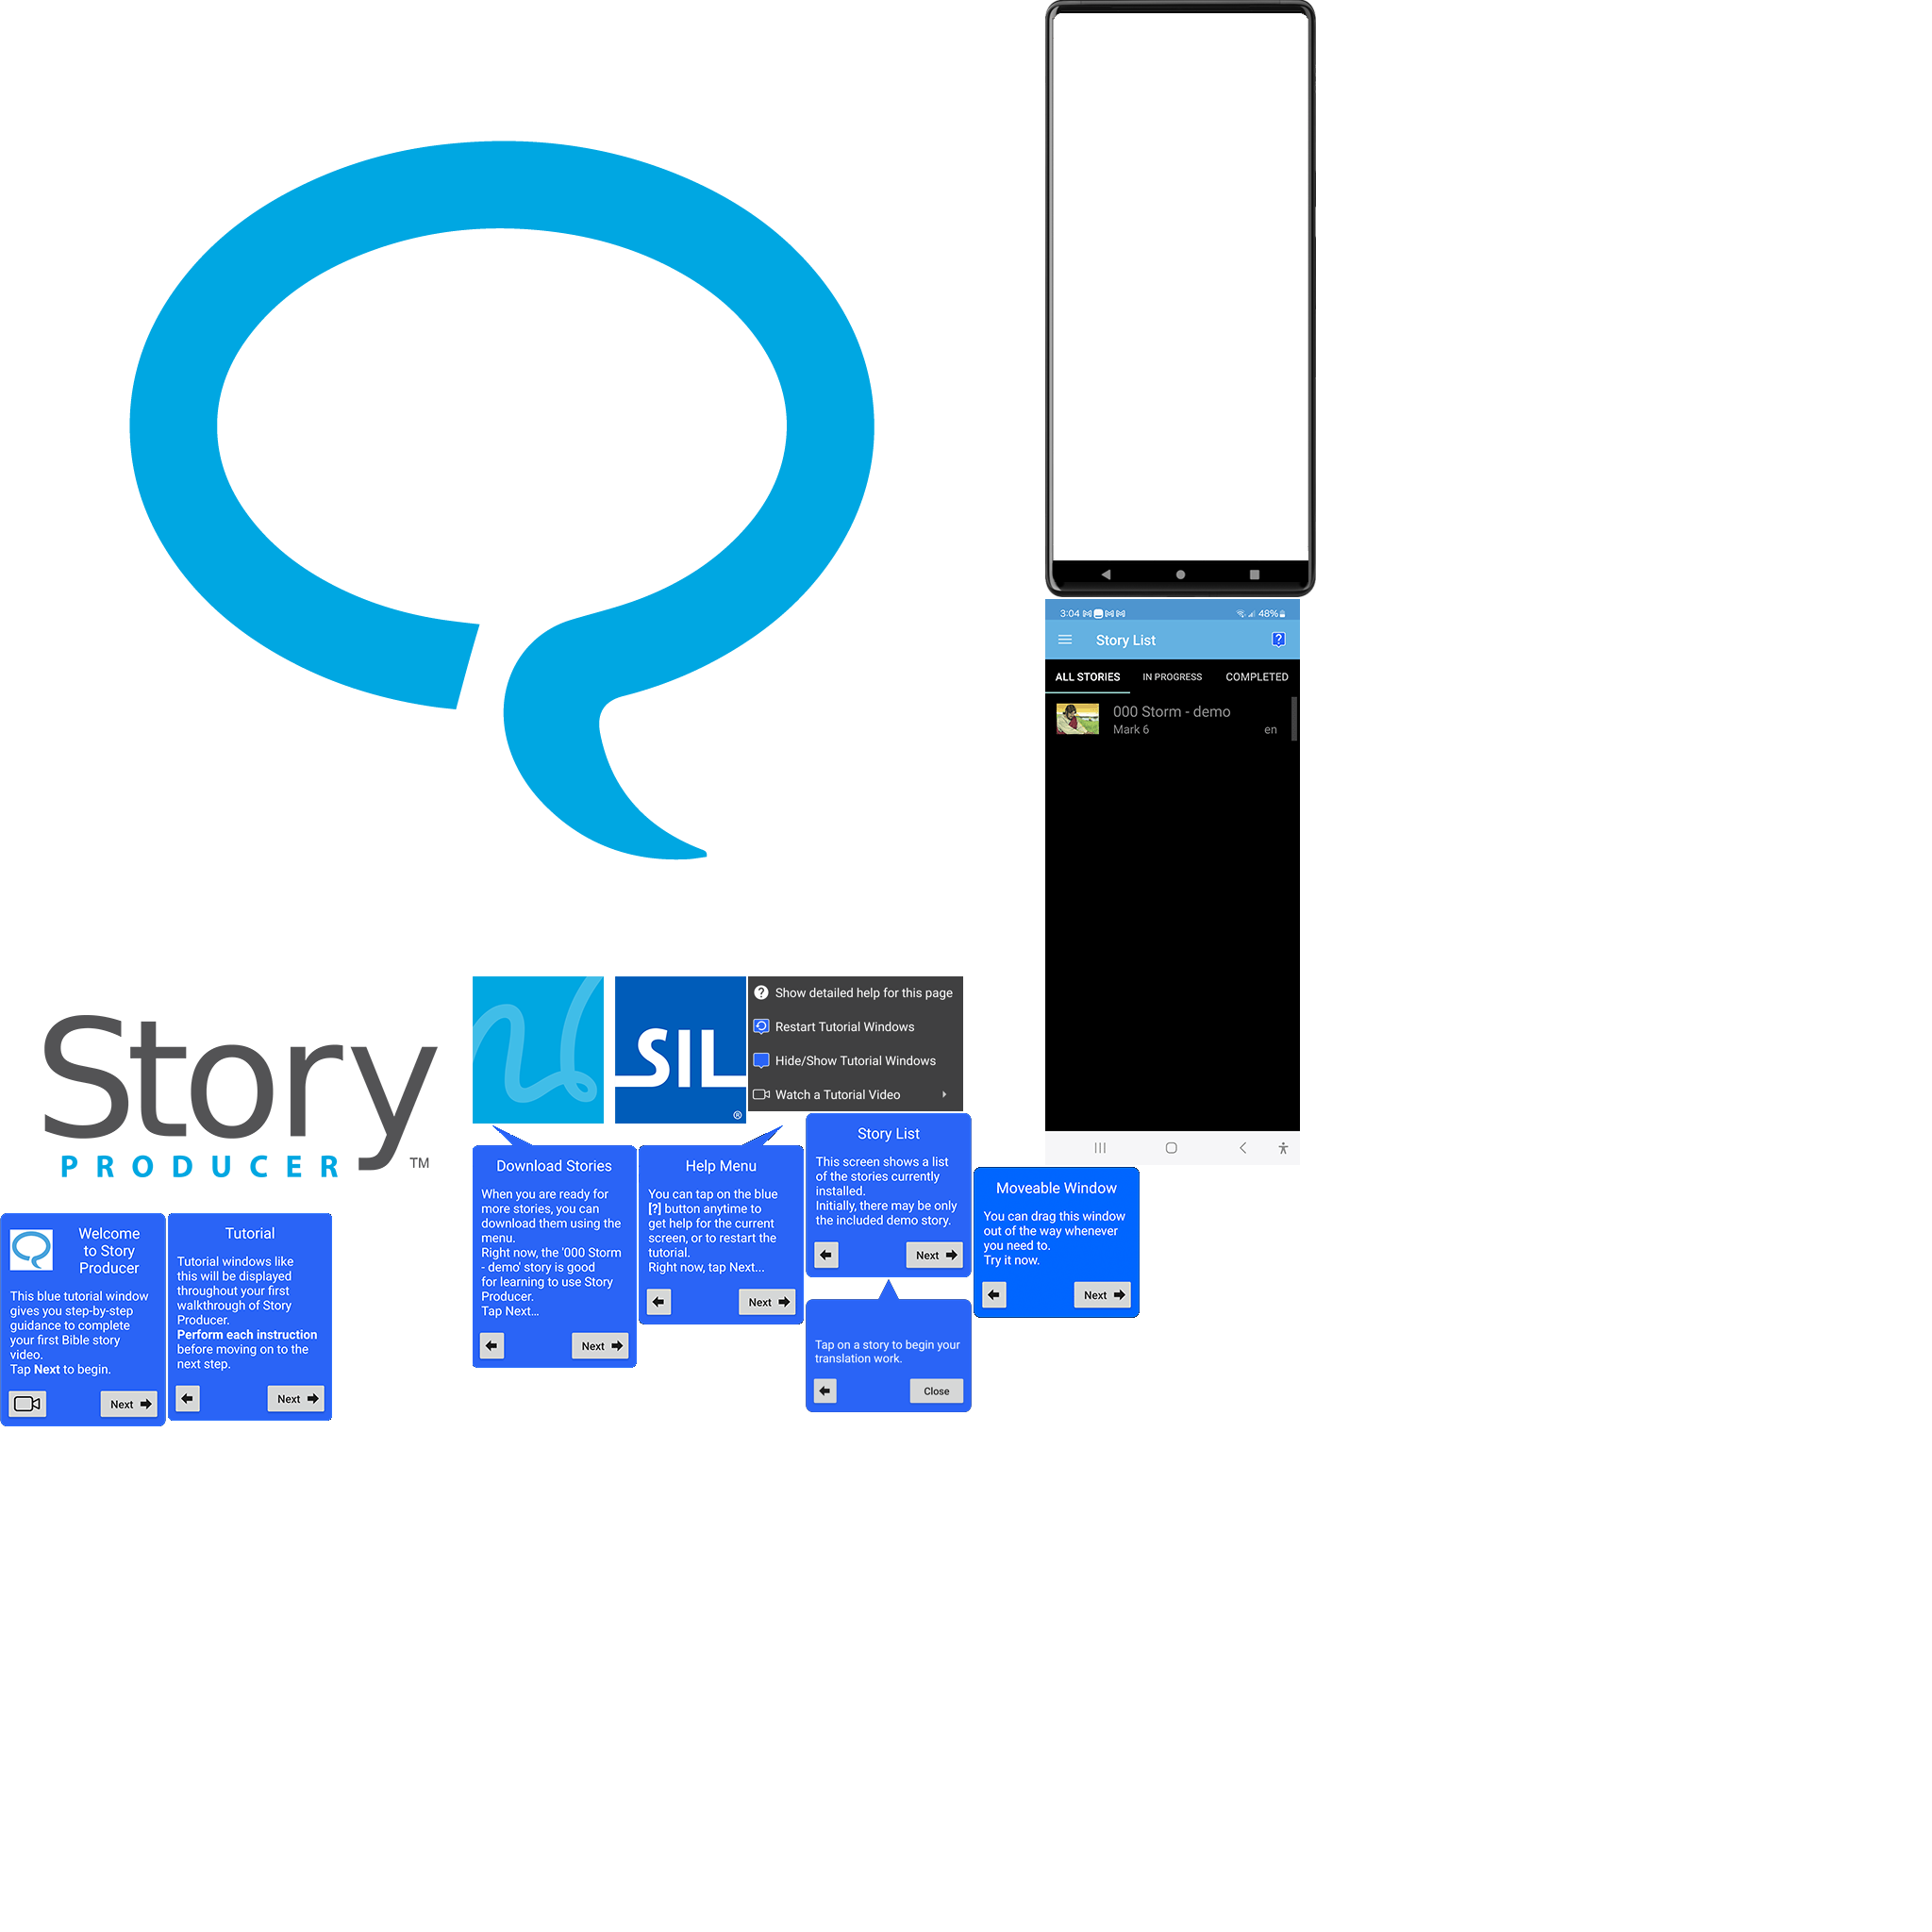 3:04
48%
Story List
ALL STORIES
IN PROGRESS
COMPLETED
000 Storm - demo
Mark 6
en
Story
PRODUCER
TM
SIL
®
Show detailed help for this page
Restart Tutorial Windows
Hide/Show Tutorial Windows
Watch a Tutorial Video
Download Stories
When you are ready for
more stories, you can
download them using the
menu.
Right now, the '000 Storm
- demo' story is good
for learning to use Story
Producer.
Tap Next...
Next
Help Menu
You can tap on the blue
[?] button anytime to
get help for the current
screen, or to restart the
tutorial.
Right now, tap Next...
Next
Story List
This screen shows a list
of the stories currently
installed.
Initially, there may be only
the included demo story.
Next
Moveable Window
You can drag this window
out of the way whenever
you need to.
Try it now.
Next
Tap on a story to begin your
translation work.
Close
Welcome
to Story
Producer
This blue tutorial window
gives you step-by-step
guidance to complete
your first Bible story
video.
Tap Next to begin.
Next
Tutorial
Tutorial windows like
this will be displayed
throughout your first
walkthrough of Story
Producer.
Perform each instruction
before moving on to the
next step.
Next